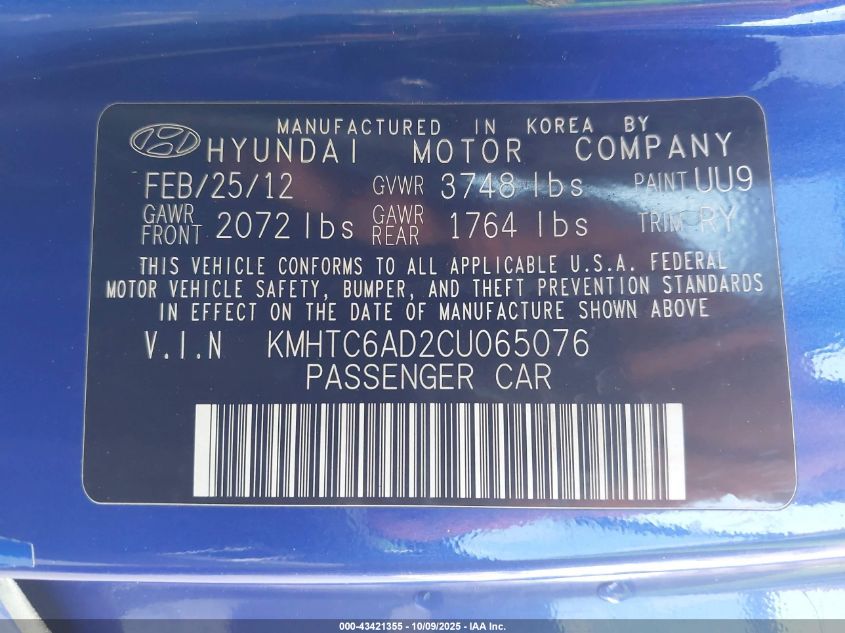 MANUFACTURED IN KOREA BY
HYUNDAI MOTOR COMPANY
FEB/25/12 GVWR 3748 lbs PAINT UU9
GAWR FRONT 2072 lbs GAWR REAR 1764 lbs TRIM RY
THIS VEHICLE CONFORMS TO ALL APPLICABLE U.S.A. FEDERAL
MOTOR VEHICLE SAFETY, BUMPER, AND THEFT PREVENTION STANDARDS
IN EFFECT ON THE DATE OF MANUFACTURE SHOWN ABOVE
V.I.N KMHTC6AD2CU065076
PASSENGER CAR
000-43421355 - 10/09/2025 - IAA Inc.